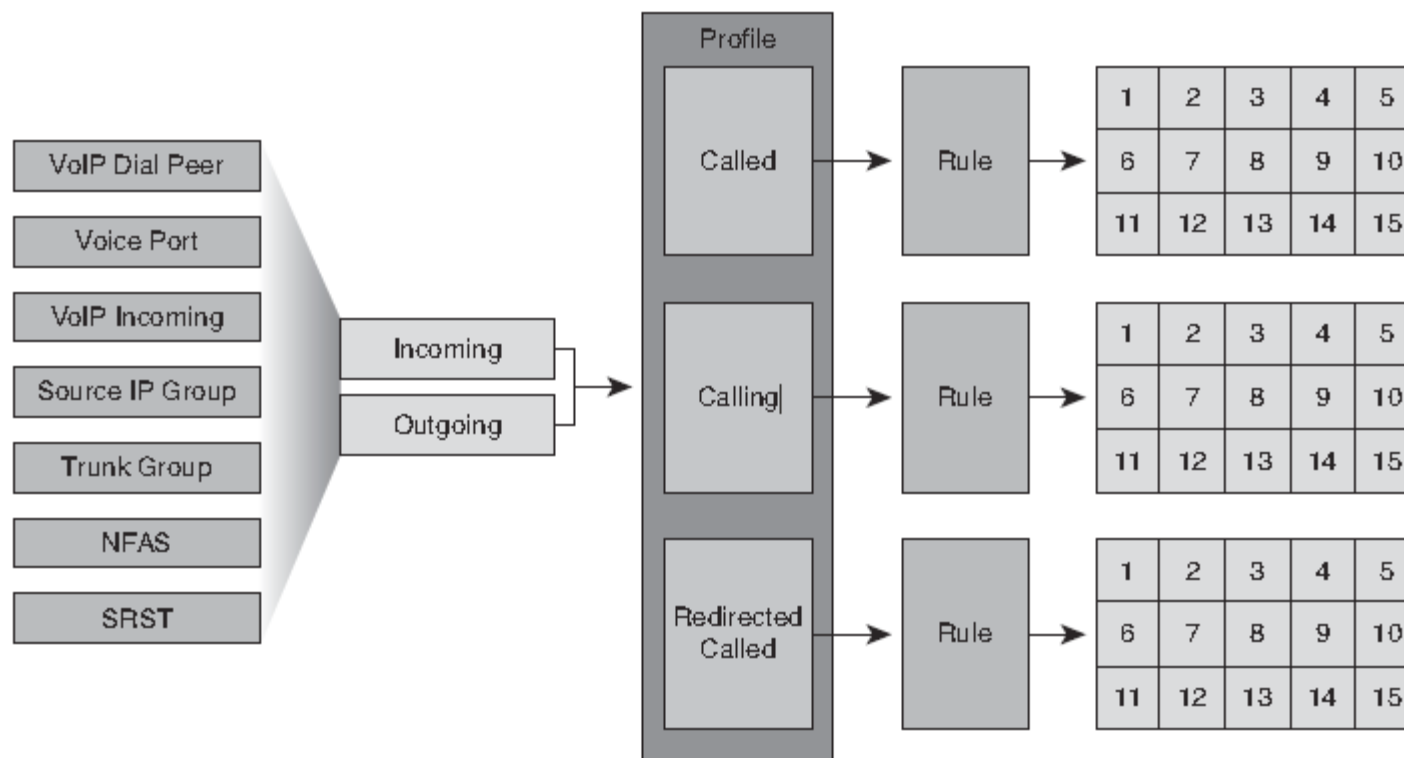 VoIP Dial Peer
Voice Port
VoIP Incoming
Source IP Group
Trunk Group
NFAS
SRST
Incoming
Outgoing
Profile
Called
Rule
1 2 3 4 5
6 7 8 9 10
11 12 13 14 15
Calling
Rule
1 2 3 4 5
6 7 8 9 10
11 12 13 14 15
Redirected
Called
Rule
1 2 3 4 5
6 7 8 9 10
11 12 13 14 15